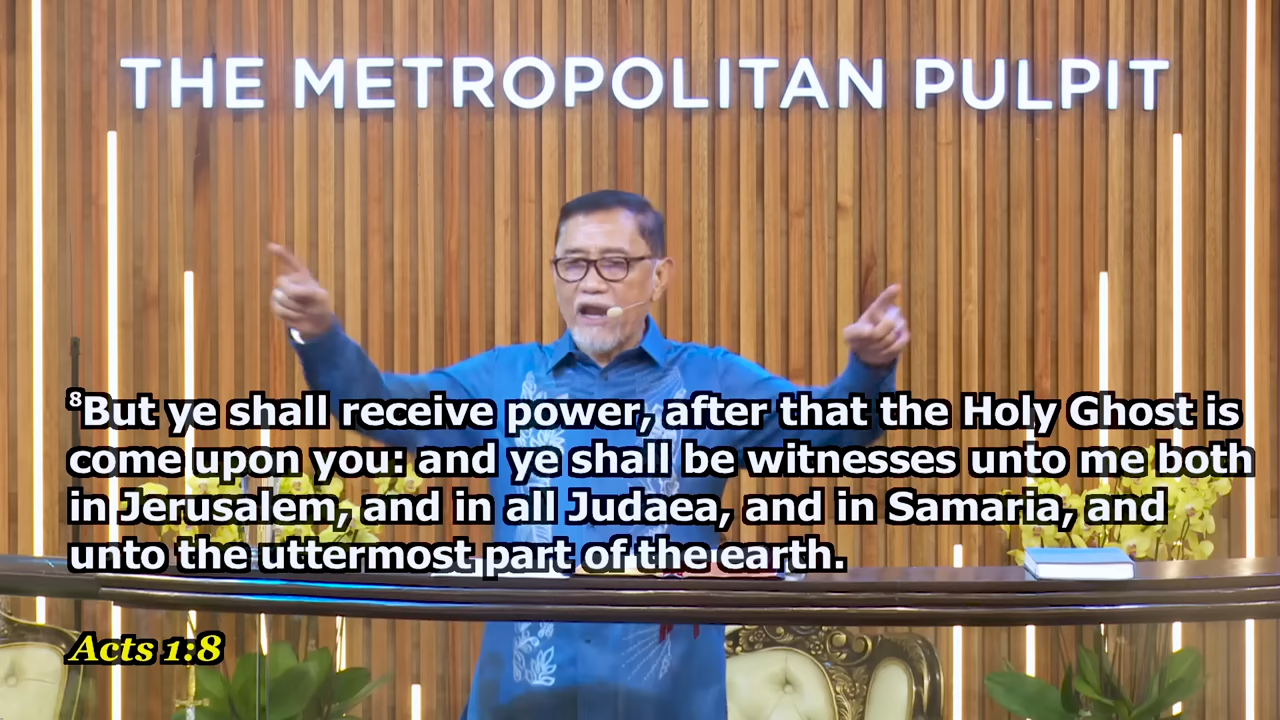 THE METROPOLITAN PULPIT
⁸But ye shall receive power, after that the Holy Ghost is
come upon you: and ye shall be witnesses unto me both
in Jerusalem, and in all Judaea, and in Samaria, and
unto the uttermost part of the earth.
Acts 1:8